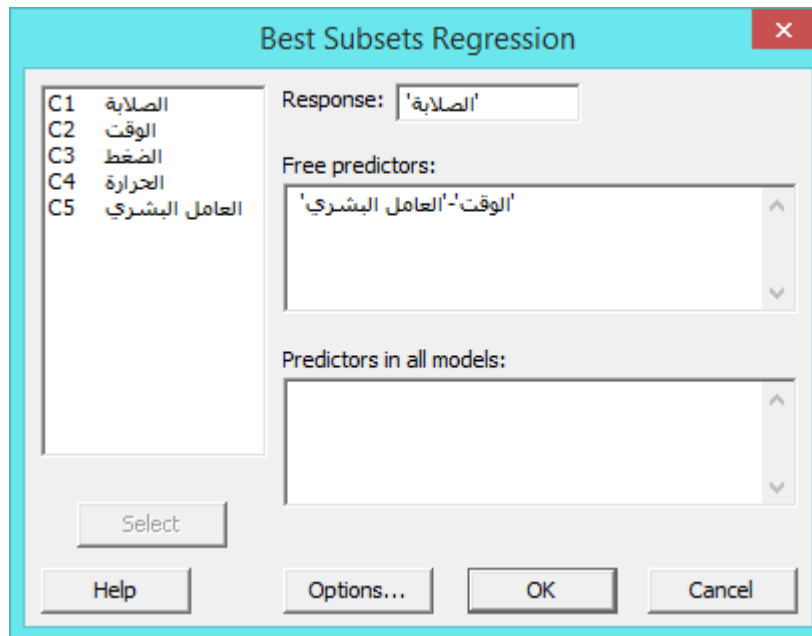 Best Subsets Regression
C1 الصلابة
C2 الوقت
C3 الضغط
C4 الحرارة
C5 العامل البشري
Response: 'الصلابة'
Free predictors:
'الوقت'-'العامل البشري'
Predictors in all models:
Select
Help
Options...
OK
Cancel